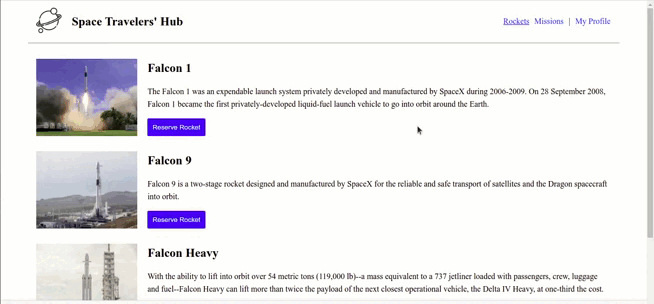 Space Travelers' Hub
Rockets Missions | My Profile
Falcon 1
The Falcon 1 was an expendable launch system privately developed and manufactured by SpaceX during 2006-2009. On 28 September 2008,
Falcon 1 became the first privately-developed liquid-fuel launch vehicle to go into orbit around the Earth.
Reserve Rocket
Falcon 9
Falcon 9 is a two-stage rocket designed and manufactured by SpaceX for the reliable and safe transport of satellites and the Dragon spacecraft
into orbit.
Reserve Rocket
Falcon Heavy
With the ability to lift into orbit over 54 metric tons (119,000 lb)--a mass equivalent to a 737 jetliner loaded with passengers, crew, luggage
and fuel--Falcon Heavy can lift more than twice the payload of the next closest operational vehicle, the Delta IV Heavy, at one-third the cost.